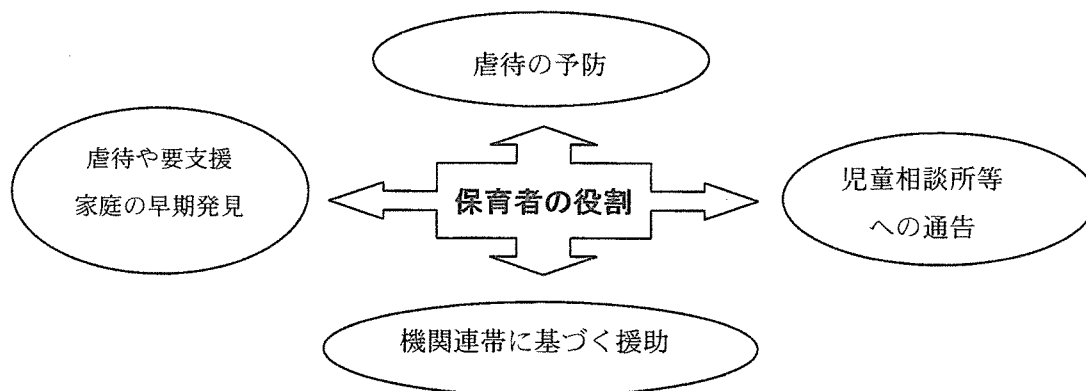 虐待の予防
虐待や要支援
家庭の早期発見
保育者の役割
児童相談所等
への通告
機関連帯に基づく援助